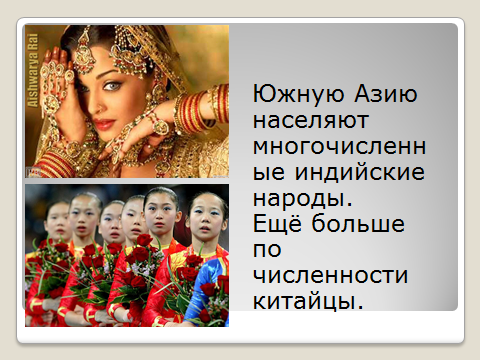 Aishwarya Rai
Южную Азию
населяют
многочисленн
ые индийские
народы.
Ещё больше
по
численности
китайцы.